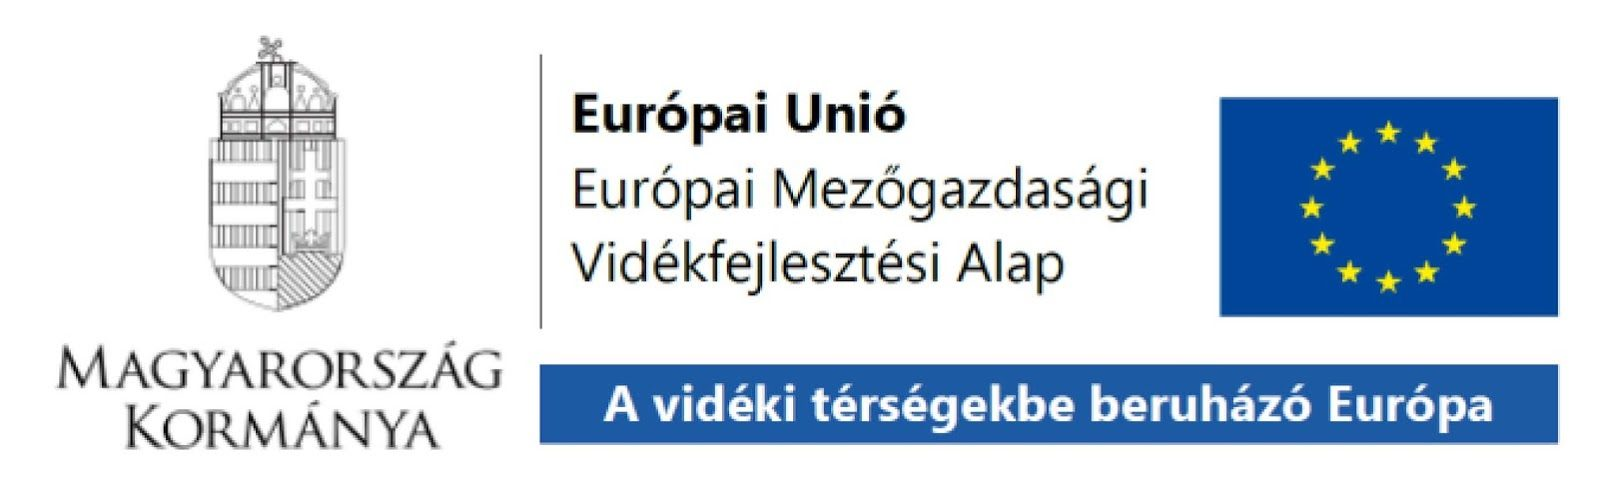 MAGYARORSZÁG
KORMÁNYA
Európai Unió
Európai Mezőgazdasági
Vidékfejlesztési Alap
A vidéki térségekbe beruházó Európa